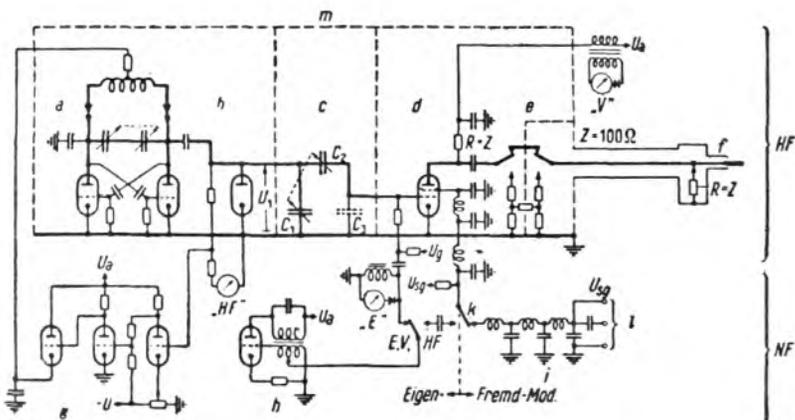 m
Ua
„V"
a
h
c
d
e
C₂
R=Z
Z=100Ω
f
HF
U₁
C₁
C₃
R=Z
Ug
Ua
„HF"
Usg
Usg
„E"
k
l
Ua
E.V.
HF
NF
-U
i
g
h
Eigen-
Fremd-Mod.